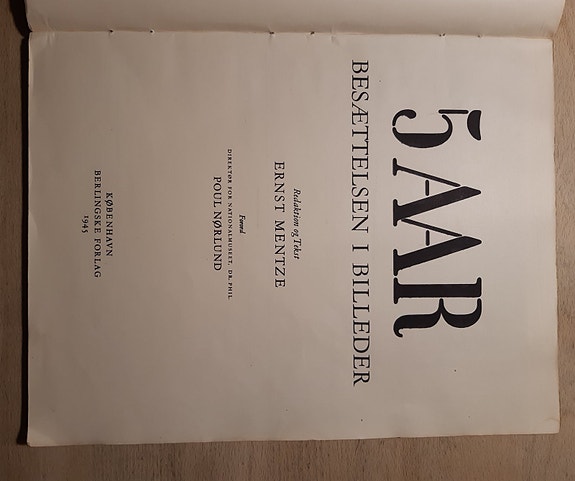 5 AAR
BESÆTTELSEN I BILLEDER
Redaktion og Tekst
ERNST MENTZE
Forord
DIREKTØR FOR NATIONALMUSEET, DR. PHIL.
POUL NØRLUND
KØBENHAVN
BERLINGSKE FORLAG
1945